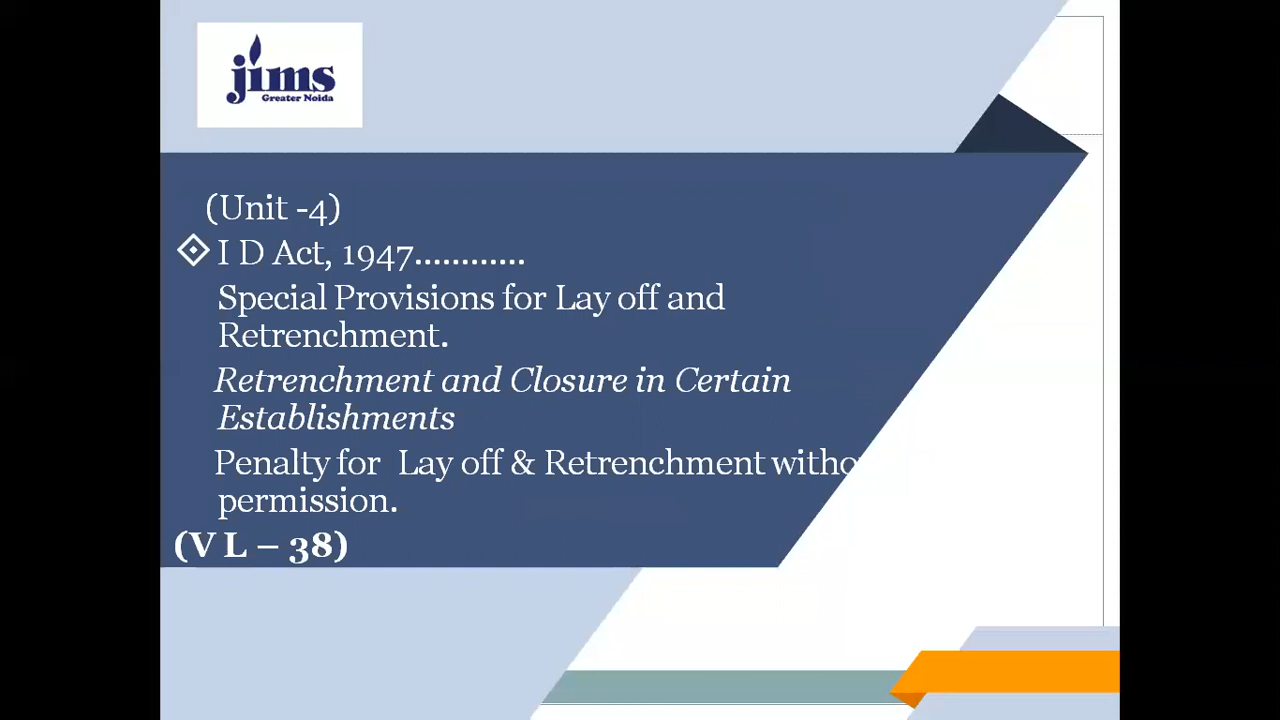 jims
Greater Noida
(Unit -4)
I D Act, 1947............
Special Provisions for Lay off and
Retrenchment.
Retrenchment and Closure in Certain
Establishments
Penalty for Lay off & Retrenchment
permission.
(V L – 38)